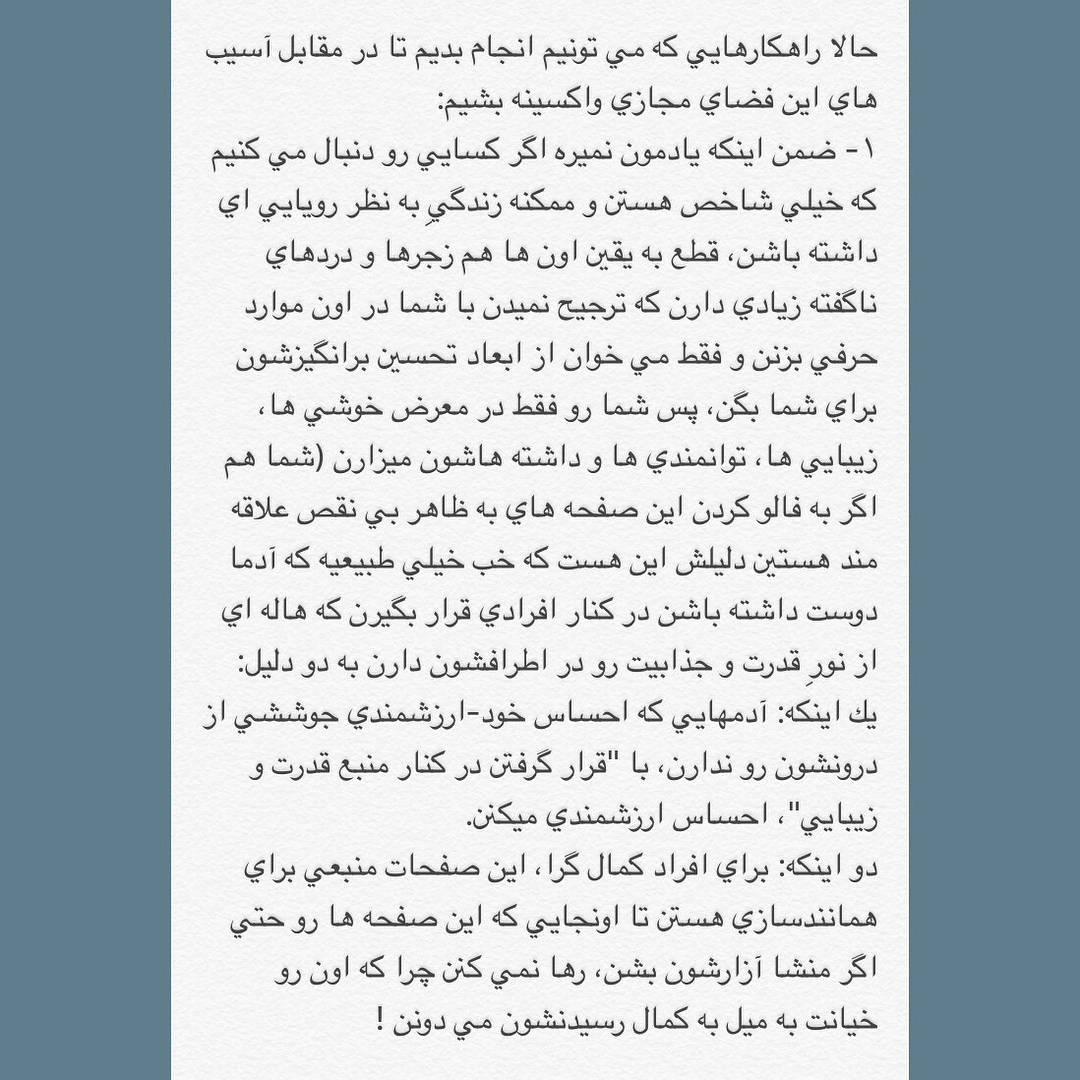 حالا راهكارهايي كه مي تونيم انجام بديم تا در مقابل آسيب
هاي اين فضاي مجازي واكسينه بشيم:
١- ضمن اينكه يادمون نميره اگر كسايي رو دنبال مي كنيم
كه خيلي شاخص هستن و ممكنه زندگيِ به نظر رويايي اي
داشته باشن، قطع به يقين اون ها هم زجرها و دردهاي
ناگفته زيادي دارن كه ترجيح نميدن با شما در اون موارد
حرفي بزنن و فقط مي خوان از ابعاد تحسين برانگيزشون
براي شما بگن، پس شما رو فقط در معرض خوشي ها،
زيبايي ها، توانمندي ها و داشته هاشون ميزارن (شما هم
اگر به فالو كردن اين صفحه هاي به ظاهر بي نقص علاقه
مند هستين دليلش اين هست كه خب خيلي طبيعيه كه آدما
دوست داشته باشن در كنار افرادي قرار بگيرن كه هاله اي
از نورِ قدرت و جذابيت رو در اطرافشون دارن به دو دليل:
يك اينكه: آدمهايي كه احساس خود-ارزشمندي جوششي از
درونشون رو ندارن، با "قرار گرفتن در كنار منبع قدرت و
زيبايي"، احساس ارزشمندي ميكنن.
دو اينكه: براي افراد كمال گرا، اين صفحات منبعي براي
همانندسازي هستن تا اونجايي كه اين صفحه ها رو حتي
اگر منشا آزارشون بشن، رها نمي كنن چرا كه اون رو
خيانت به ميل به كمال رسيدنشون مي دونن !